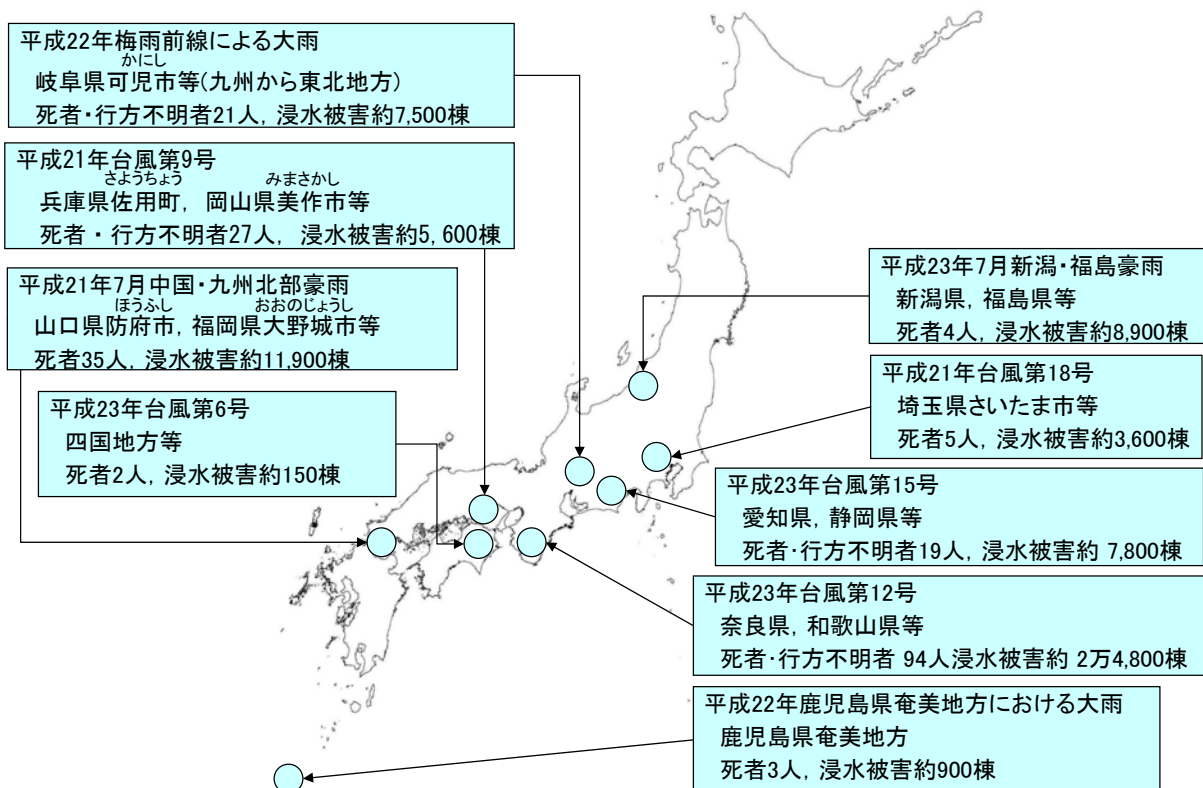 平成22年梅雨前線による大雨
かにし
岐阜県可児市等(九州から東北地方)
死者・行方不明者21人, 浸水被害約7,500棟
平成21年台風第9号
さようちょう みまさかし
兵庫県佐用町, 岡山県美作市等
死者・行方不明者27人, 浸水被害約5,600棟
平成21年7月中国・九州北部豪雨
ほうふし おおのじょうし
山口県防府市, 福岡県大野城市等
死者35人, 浸水被害約11,900棟
平成23年台風第6号
四国地方等
死者2人, 浸水被害約150棟
平成23年7月新潟・福島豪雨
新潟県, 福島県等
死者4人, 浸水被害約8,900棟
平成21年台風第18号
埼玉県さいたま市等
死者5人, 浸水被害約3,600棟
平成23年台風第15号
愛知県, 静岡県等
死者・行方不明者19人, 浸水被害約 7,800棟
平成23年台風第12号
奈良県, 和歌山県等
死者・行方不明者 94人浸水被害約 2万4,800棟
平成22年鹿児島県奄美地方における大雨
鹿児島県奄美地方
死者3人, 浸水被害約900棟